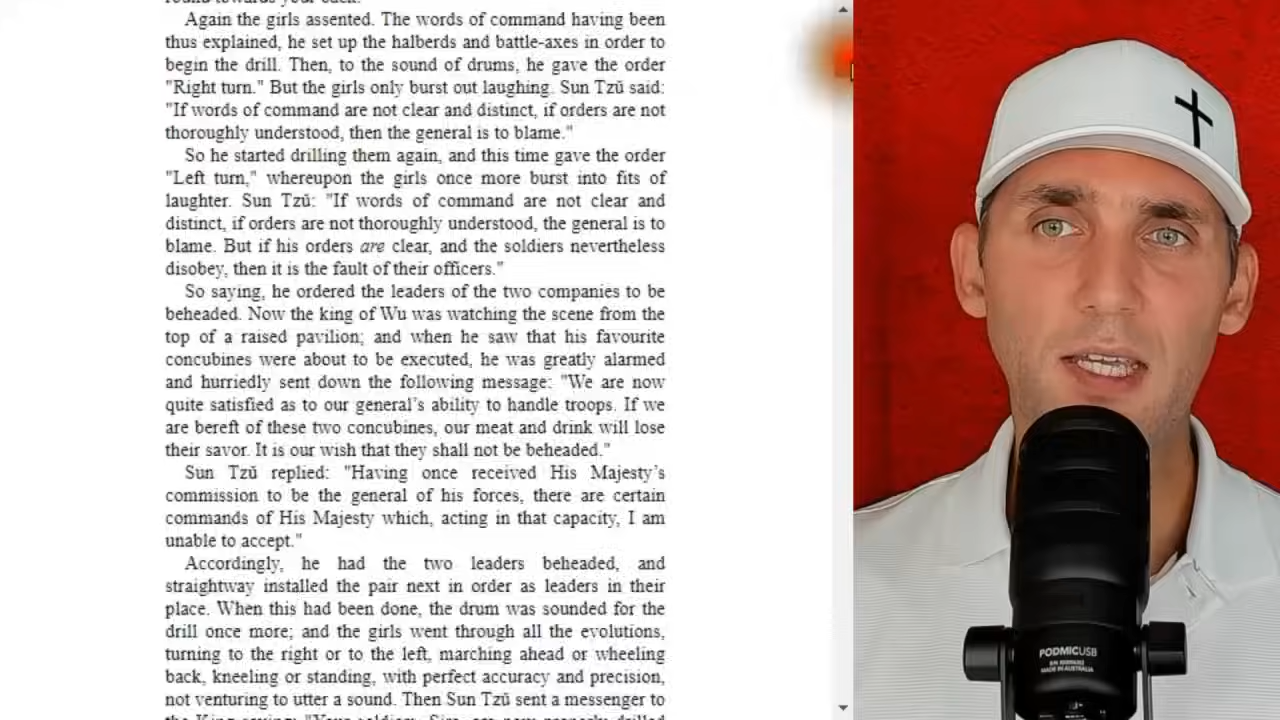 Again the girls assented. The words of command having been
thus explained, he set up the halberds and battle-axes in order to
begin the drill. Then, to the sound of drums, he gave the order
"Right turn." But the girls only burst out laughing. Sun Tzŭ said:
"If words of command are not clear and distinct, if orders are not
thoroughly understood, then the general is to blame."
So he started drilling them again, and this time gave the order
"Left turn," whereupon the girls once more burst into fits of
laughter. Sun Tzŭ: "If words of command are not clear and
distinct, if orders are not thoroughly understood, the general is to
blame. But if his orders are clear, and the soldiers nevertheless
disobey, then it is the fault of their officers."
So saying, he ordered the leaders of the two companies to be
beheaded. Now the king of Wu was watching the scene from the
top of a raised pavilion; and when he saw that his favourite
concubines were about to be executed, he was greatly alarmed
and hurriedly sent down the following message: "We are now
quite satisfied as to our general's ability to handle troops. If we
are bereft of these two concubines, our meat and drink will lose
their savor. It is our wish that they shall not be beheaded."
Sun Tzŭ replied: "Having once received His Majesty's
commission to be the general of his forces, there are certain
commands of His Majesty which, acting in that capacity, I am
unable to accept."
Accordingly, he had the two leaders beheaded, and
straightway installed the pair next in order as leaders in their
place. When this had been done, the drum was sounded for the
drill once more; and the girls went through all the evolutions,
turning to the right or to the left, marching ahead or wheeling
back, kneeling or standing, with perfect accuracy and precision,
not venturing to utter a sound. Then Sun Tzŭ sent a messenger to
PODMICUSB
MADE IN AUSTRALIA